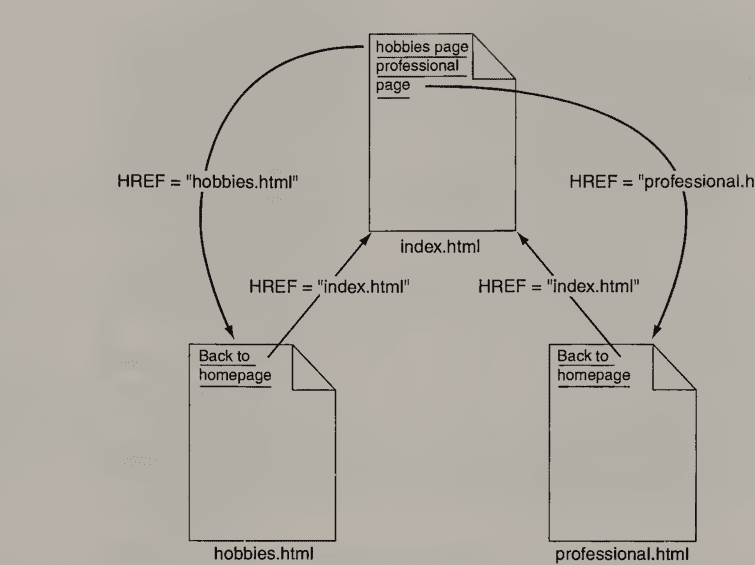 hobbies page
professional
page
HREF = "hobbies.html"
HREF = "professional.h
index.html
HREF = "index.html"
HREF = "index.html"
Back to
homepage
Back to
homepage
hobbies.html
professional.html